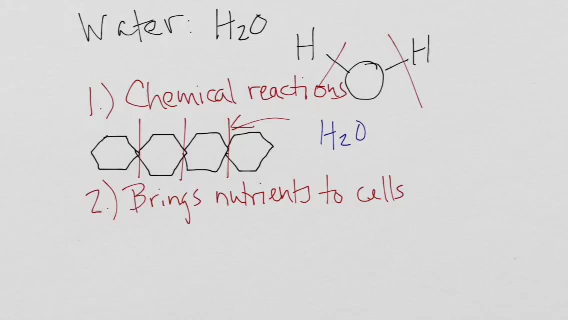 Water: H2O
H H
1.) Chemical reactions
H2O
2.) Brings nutrients to cells